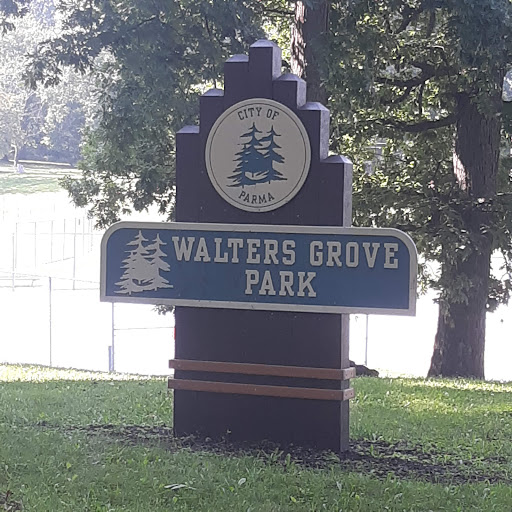 CITY OF
PARMA
WALTERS GROVE
PARK